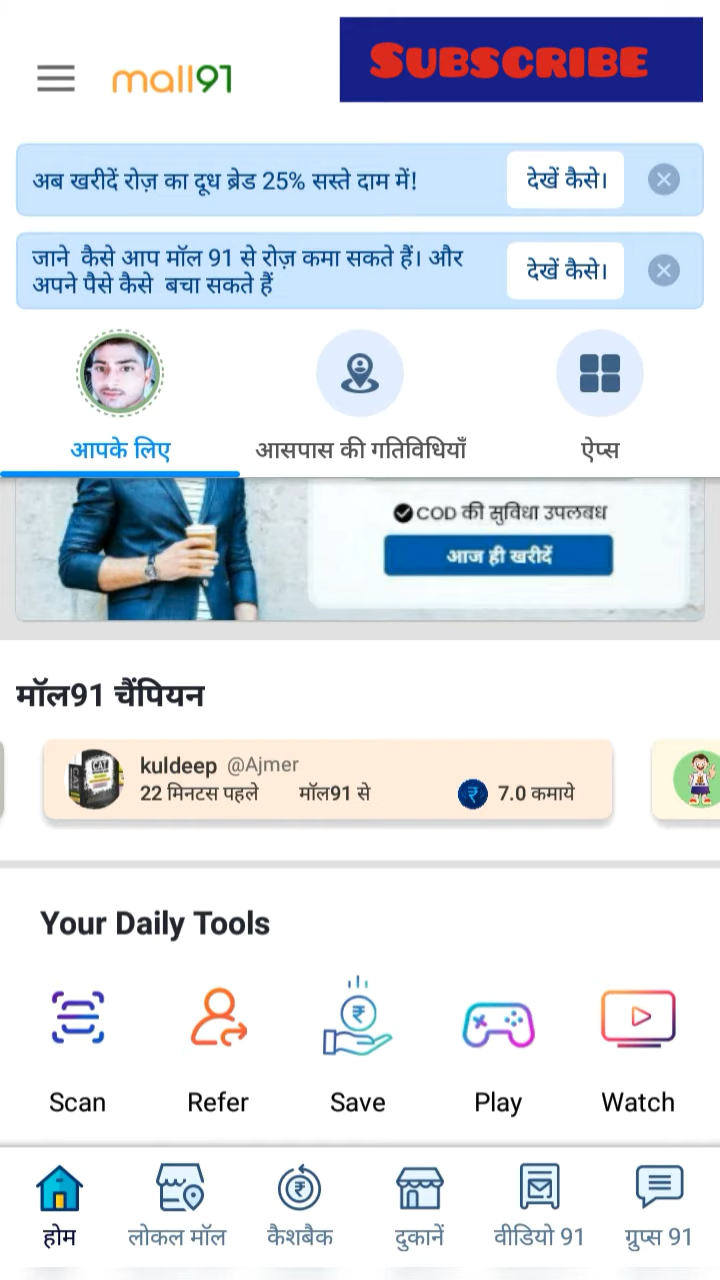 mall91
SUBSCRIBE
अब खरीदें रोज़ का दूध ब्रेड 25% सस्ते दाम में!
देखें कैसे।
जाने कैसे आप मॉल 91 से रोज़ कमा सकते हैं। और
अपने पैसे कैसे बचा सकते हैं
देखें कैसे।
आपके लिए
आसपास की गतिविधियाँ
ऐप्स
COD की सुविधा उपलबध
आज ही खरीदें
मॉल91 चैंपियन
CAT
kuldeep @Ajmer
22 मिनटस पहले मॉल91 से ₹ 7.0 कमाये
Your Daily Tools
Scan Refer Save Play Watch
होम लोकल मॉल कैशबैक दुकानें वीडियो 91 ग्रुप्स 91